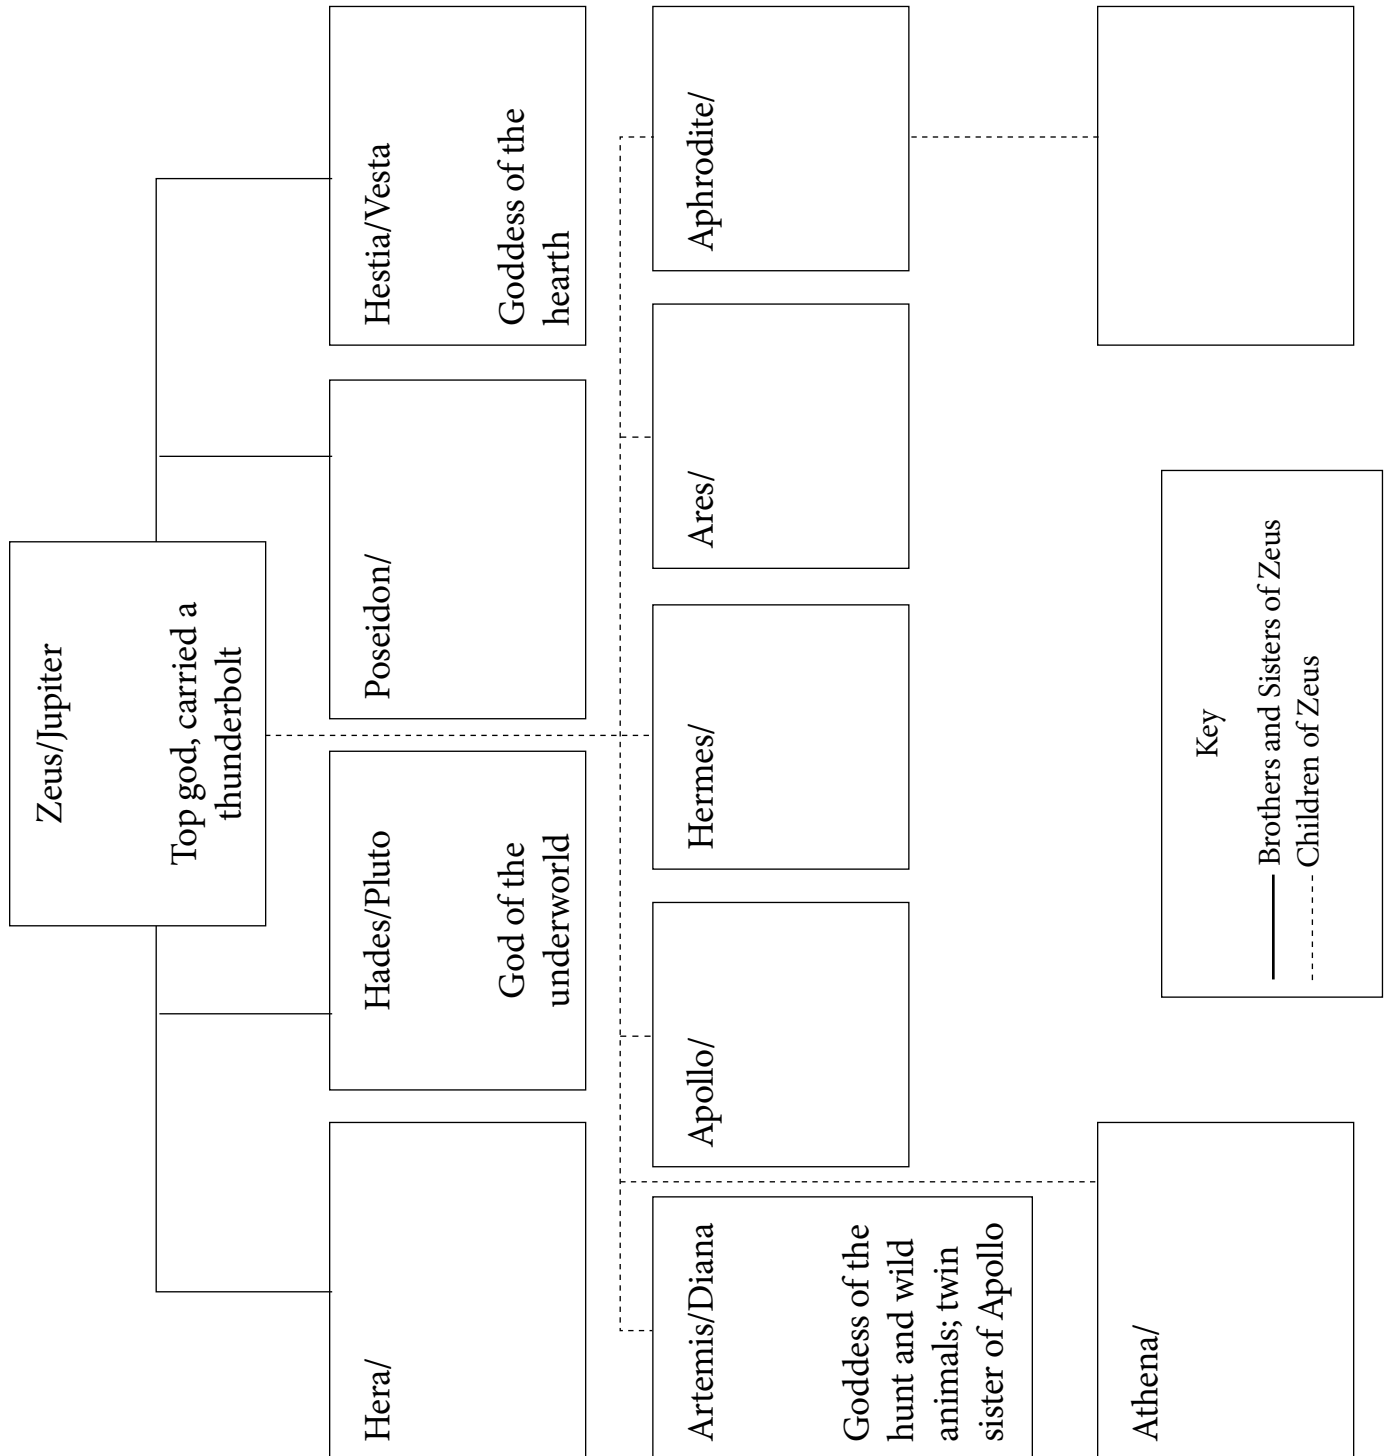 Zeus/Jupiter
Top god, carried a
thunderbolt
Hera/
Hades/Pluto
God of the
underworld
Poseidon/
Hestia/Vesta
Goddess of the
hearth
Artemis/Diana
Goddess of the
hunt and wild
animals; twin
sister of Apollo
Apollo/
Hermes/
Ares/
Aphrodite/
Athena/
Key
Brothers and Sisters of Zeus
Children of Zeus